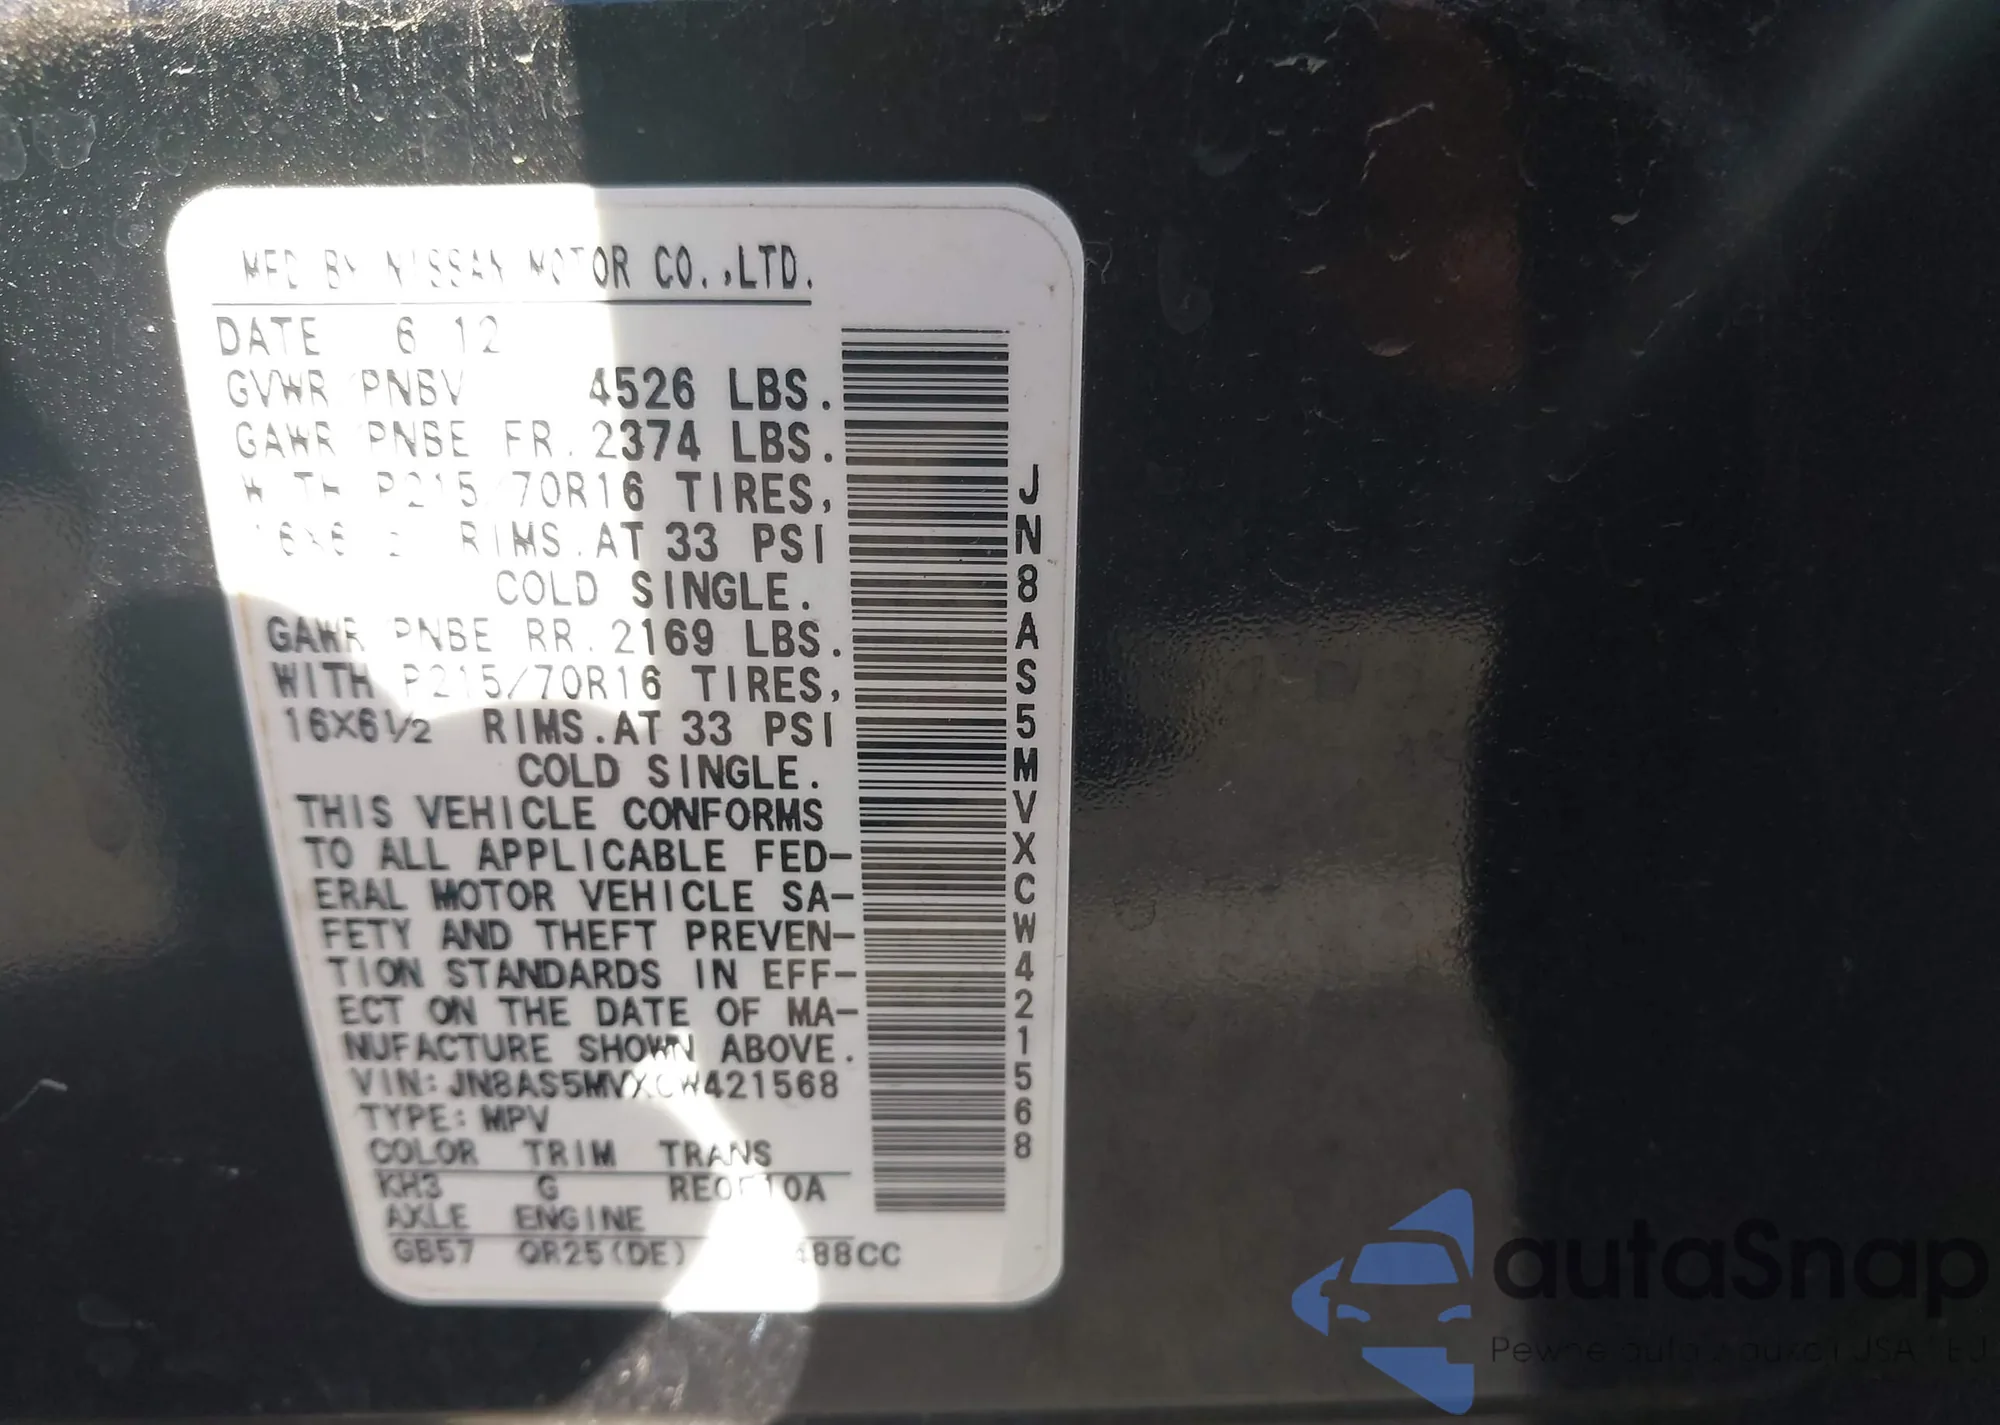 MFD BY NISSAN MOTOR CO.,LTD.
DATE 6 12
GVWR/PNBV 4526 LBS.
GAWR/PNBE FR. 2374 LBS.
WITH P215/70R16 TIRES,
16X6½ RIMS.AT 33 PSI
COLD SINGLE.
GAWR/PNBE RR. 2169 LBS.
WITH P215/70R16 TIRES,
16X6½ RIMS.AT 33 PSI
COLD SINGLE.
THIS VEHICLE CONFORMS
TO ALL APPLICABLE FED-
ERAL MOTOR VEHICLE SA-
FETY AND THEFT PREVEN-
TION STANDARDS IN EFF-
ECT ON THE DATE OF MA-
NUFACTURE SHOWN ABOVE.
VIN: JN8AS5MVXCW421568
TYPE: MPV
COLOR TRIM TRANS
KH3 G RE0F10A
AXLE ENGINE
GB57 QR25(DE)
JN8AS5MVXCW421568
autaSnap